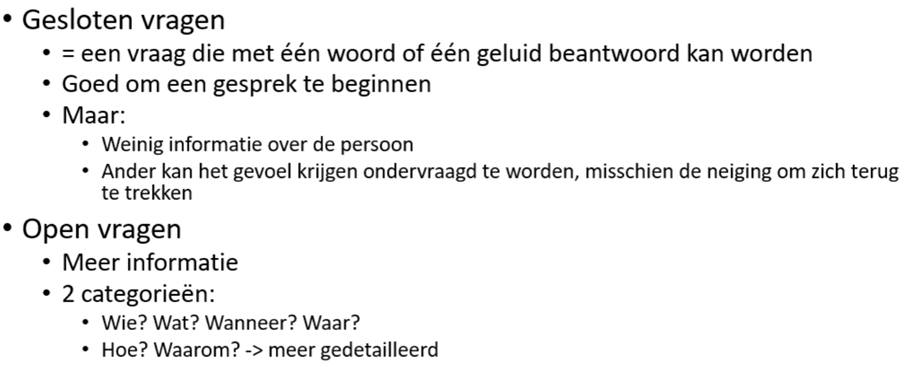 • Gesloten vragen
• = een vraag die met één woord of één geluid beantwoord kan worden
• Goed om een gesprek te beginnen
• Maar:
• Weinig informatie over de persoon
• Ander kan het gevoel krijgen ondervraagd te worden, misschien de neiging om zich terug
te trekken
• Open vragen
• Meer informatie
• 2 categorieën:
• Wie? Wat? Wanneer? Waar?
• Hoe? Waarom? -> meer gedetailleerd